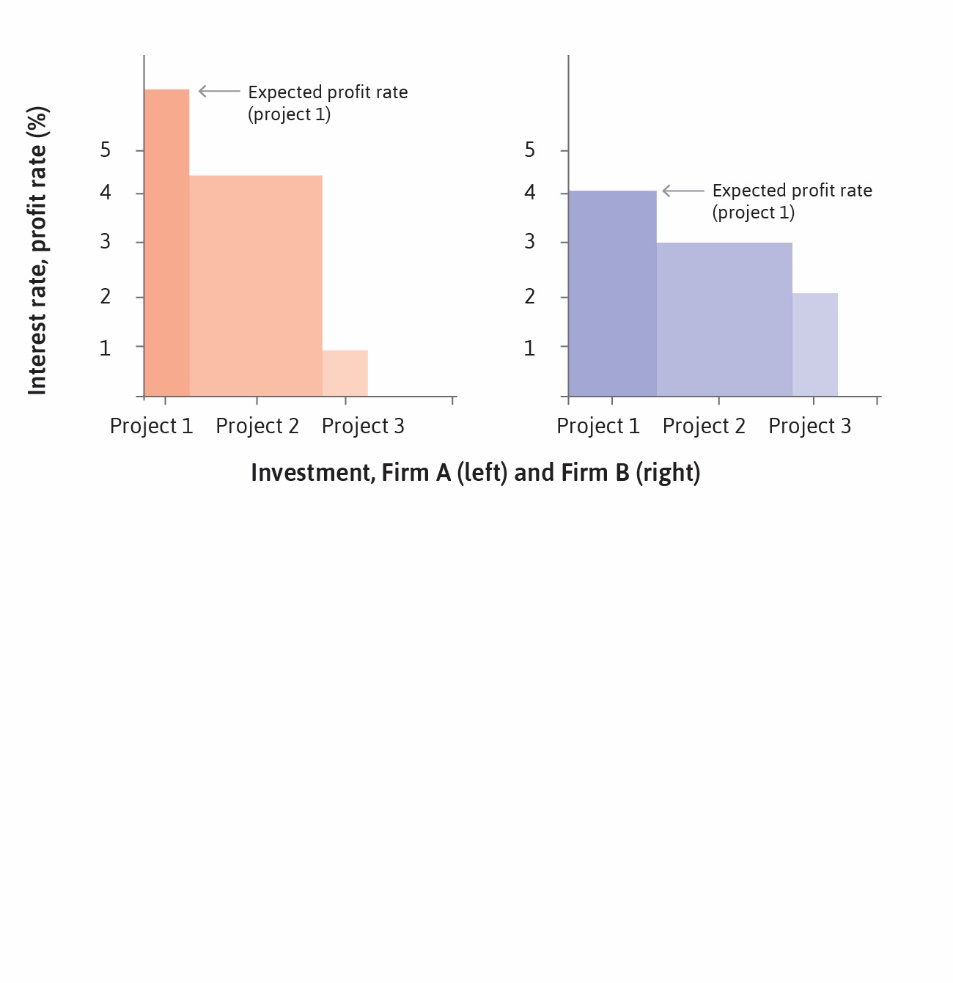 Interest rate, profit rate (%)
5
4
3
2
1
Expected profit rate
(project 1)
Project 1 Project 2 Project 3
5
4
3
2
1
Expected profit rate
(project 1)
Project 1 Project 2 Project 3
Investment, Firm A (left) and Firm B (right)